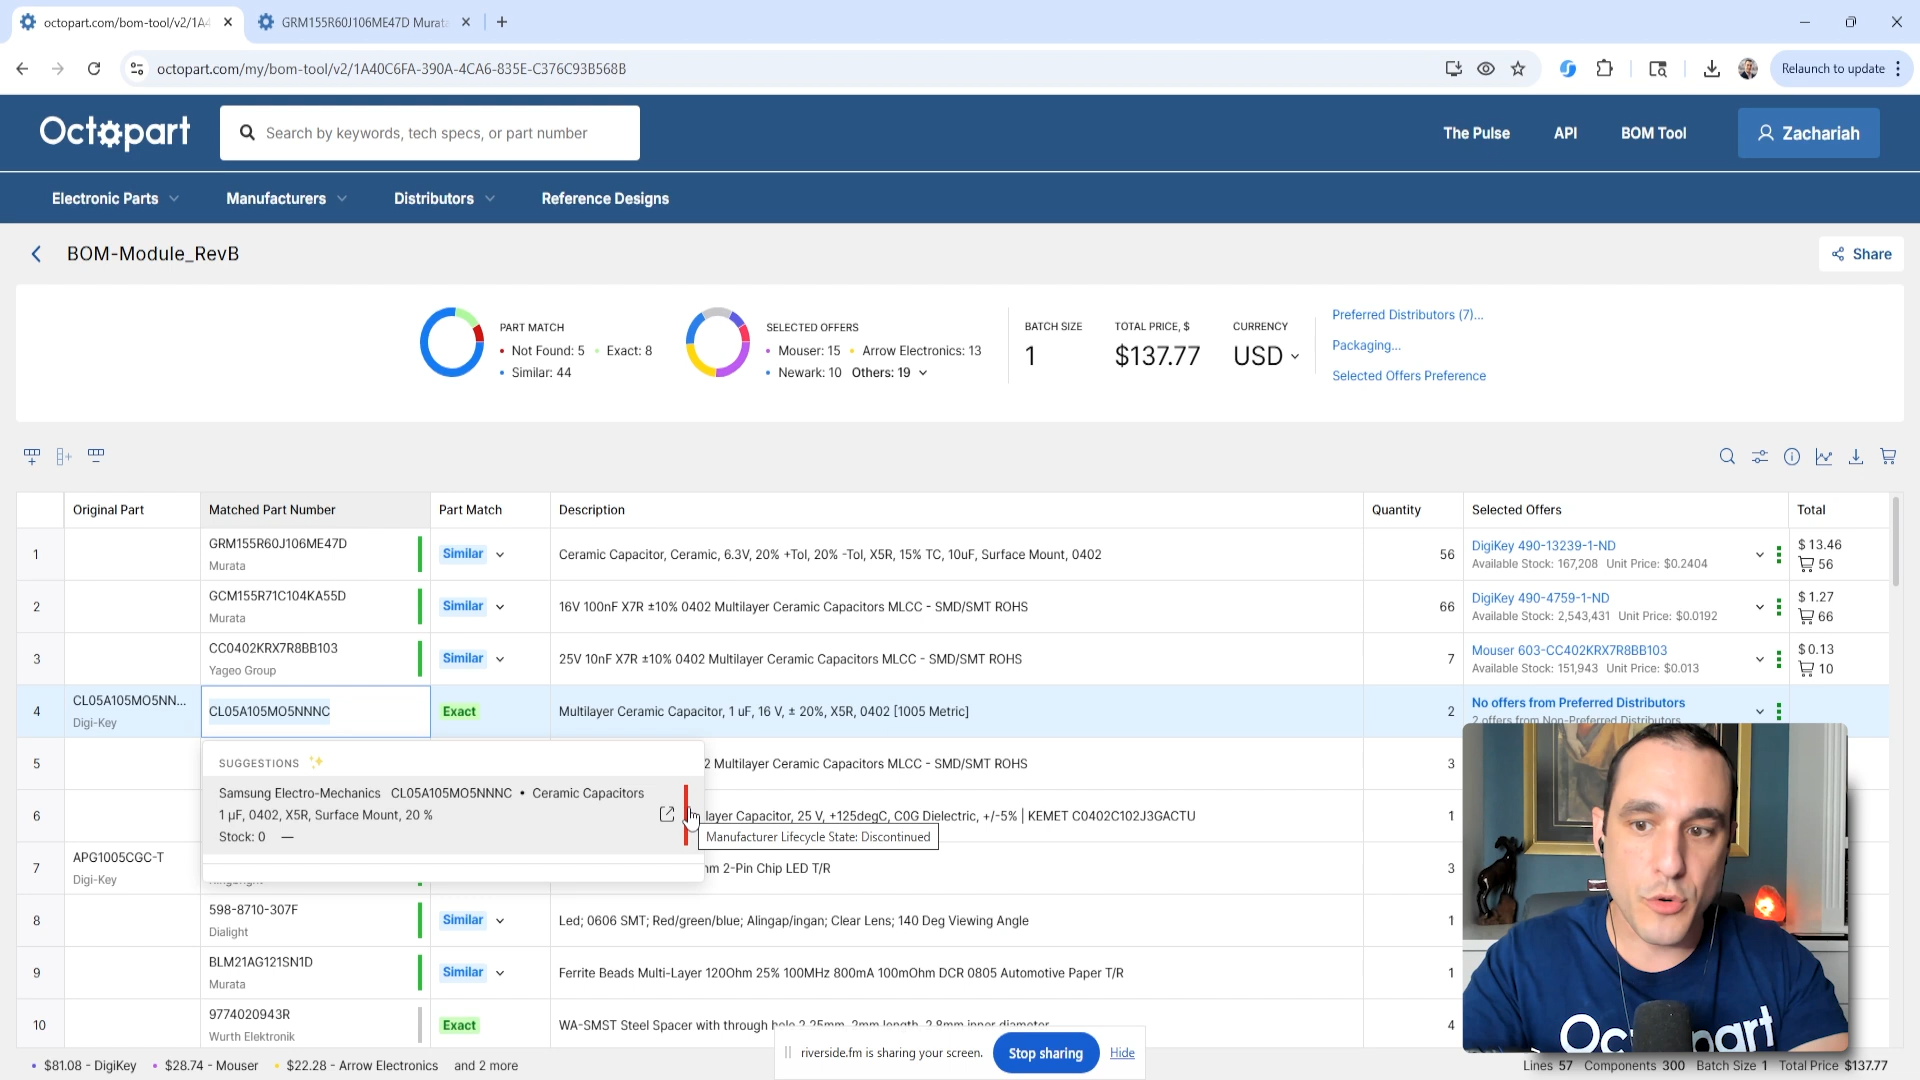 octopart.com/bom-tool/v2/1A4
GRM155R60J106ME47D Murata
octopart.com/my/bom-tool/v2/1A40C6FA-390A-4CA6-835E-C376C93B568B
Relaunch to update
Octopart
Search by keywords, tech specs, or part number
The Pulse
API
BOM Tool
Zachariah
Electronic Parts
Manufacturers
Distributors
Reference Designs
BOM-Module_RevB
Share
PART MATCH
Not Found: 5
Exact: 8
Similar: 44
SELECTED OFFERS
Mouser: 15
Arrow Electronics: 13
Newark: 10
Others: 19
BATCH SIZE
1
TOTAL PRICE, $
$137.77
CURRENCY
USD
Preferred Distributors (7)...
Packaging...
Selected Offers Preference
Original Part
Matched Part Number
Part Match
Description
Quantity
Selected Offers
Total
1
GRM155R60J106ME47D
Murata
Similar
Ceramic Capacitor, Ceramic, 6.3V, 20% +Tol, 20% -Tol, X5R, 15% TC, 10uF, Surface Mount, 0402
56
DigiKey 490-13239-1-ND
Available Stock: 167,208 Unit Price: $0.2404
$ 13.46
56
2
GCM155R71C104KA55D
Murata
Similar
16V 100nF X7R ±10% 0402 Multilayer Ceramic Capacitors MLCC - SMD/SMT ROHS
66
DigiKey 490-4759-1-ND
Available Stock: 2,543,431 Unit Price: $0.0192
$ 1.27
66
3
CC0402KRX7R8BB103
Yageo Group
Similar
25V 10nF X7R ±10% 0402 Multilayer Ceramic Capacitors MLCC - SMD/SMT ROHS
7
Mouser 603-CC402KRX7R8BB103
Available Stock: 151,943 Unit Price: $0.013
$ 0.13
10
4
CL05A105MO5NN...
Digi-Key
CL05A105MO5NNNC
Exact
Multilayer Ceramic Capacitor, 1 uF, 16 V, ± 20%, X5R, 0402 [1005 Metric]
2
No offers from Preferred Distributors
2 offers from Non-Preferred Distributors
5
SUGGESTIONS
2 Multilayer Ceramic Capacitors MLCC - SMD/SMT ROHS
3
Samsung Electro-Mechanics CL05A105MO5NNNC • Ceramic Capacitors
1 µF, 0402, X5R, Surface Mount, 20 %
Stock: 0 —
6
layer Capacitor, 25 V, +125degC, C0G Dielectric, +/-5% | KEMET C0402C102J3GACTU
1
Manufacturer Lifecycle State: Discontinued
7
APG1005CGC-T
Digi-Key
nm 2-Pin Chip LED T/R
3
8
598-8710-307F
Dialight
Similar
Led; 0606 SMT; Red/green/blue; Alingap/ingan; Clear Lens; 140 Deg Viewing Angle
1
9
BLM21AG121SN1D
Murata
Similar
Ferrite Beads Multi-Layer 120Ohm 25% 100MHz 800mA 100mOhm DCR 0805 Automotive Paper T/R
1
10
9774020943R
Wurth Elektronik
Exact
WA-SMST Steel Spacer with through hole 2.25mm, 2mm length, 2.8mm inner diameter
4
riverside.fm is sharing your screen.
Stop sharing
Hide
$81.08 - DigiKey
$28.74 - Mouser
$22.28 - Arrow Electronics
and 2 more
Lines 57 Components 300 Batch Size 1 Total Price $137.77